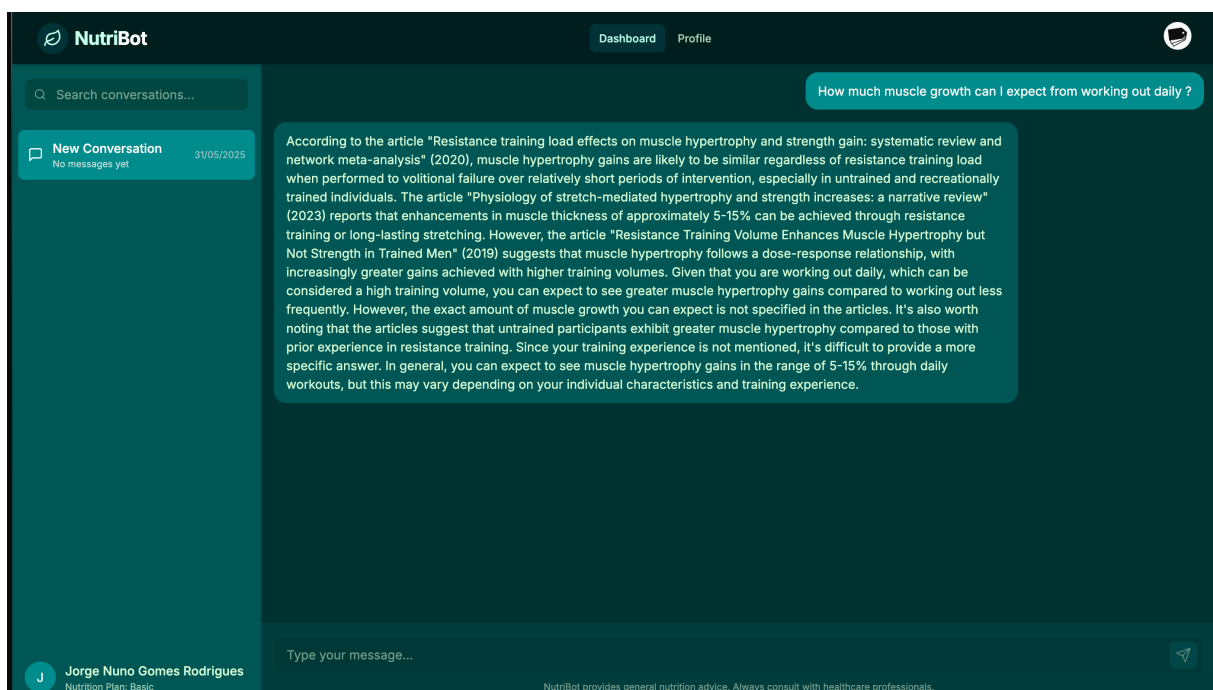 NutriBot
Dashboard
Profile
Search conversations...
New Conversation
No messages yet
31/05/2025
How much muscle growth can I expect from working out daily ?
According to the article "Resistance training load effects on muscle hypertrophy and strength gain: systematic review and
network meta-analysis" (2020), muscle hypertrophy gains are likely to be similar regardless of resistance training load
when performed to volitional failure over relatively short periods of intervention, especially in untrained and recreationally
trained individuals. The article "Physiology of stretch-mediated hypertrophy and strength increases: a narrative review"
(2023) reports that enhancements in muscle thickness of approximately 5-15% can be achieved through resistance
training or long-lasting stretching. However, the article "Resistance Training Volume Enhances Muscle Hypertrophy but
Not Strength in Trained Men" (2019) suggests that muscle hypertrophy follows a dose-response relationship, with
increasingly greater gains achieved with higher training volumes. Given that you are working out daily, which can be
considered a high training volume, you can expect to see greater muscle hypertrophy gains compared to working out less
frequently. However, the exact amount of muscle growth you can expect is not specified in the articles. It's also worth
noting that the articles suggest that untrained participants exhibit greater muscle hypertrophy compared to those with
prior experience in resistance training. Since your training experience is not mentioned, it's difficult to provide a more
specific answer. In general, you can expect to see muscle hypertrophy gains in the range of 5-15% through daily
workouts, but this may vary depending on your individual characteristics and training experience.
Type your message...
J
Jorge Nuno Gomes Rodrigues
Nutrition Plan: Basic
NutriBot provides general nutrition advice. Always consult with healthcare professionals.